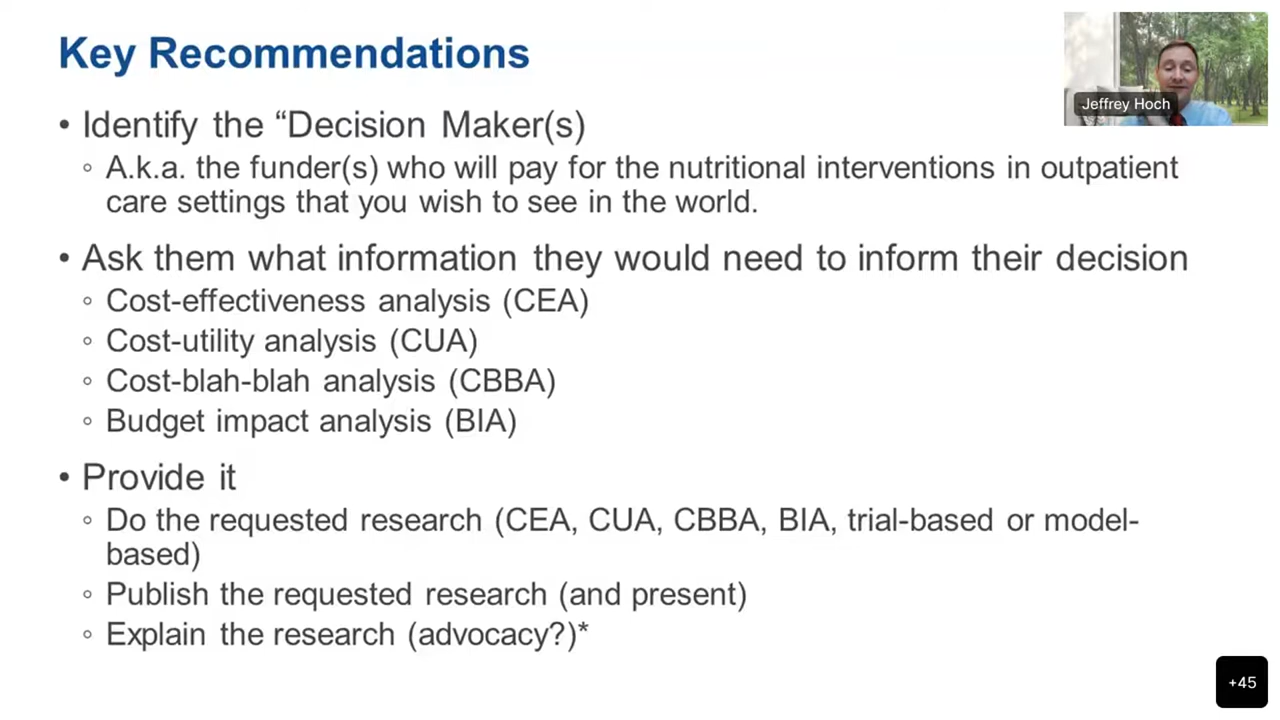 Key Recommendations
Jeffrey Hoch
• Identify the “Decision Maker(s)
◦ A.k.a. the funder(s) who will pay for the nutritional interventions in outpatient
care settings that you wish to see in the world.
• Ask them what information they would need to inform their decision
◦ Cost-effectiveness analysis (CEA)
◦ Cost-utility analysis (CUA)
◦ Cost-blah-blah analysis (CBBA)
◦ Budget impact analysis (BIA)
• Provide it
◦ Do the requested research (CEA, CUA, CBBA, BIA, trial-based or model-
based)
◦ Publish the requested research (and present)
◦ Explain the research (advocacy?)*
+45